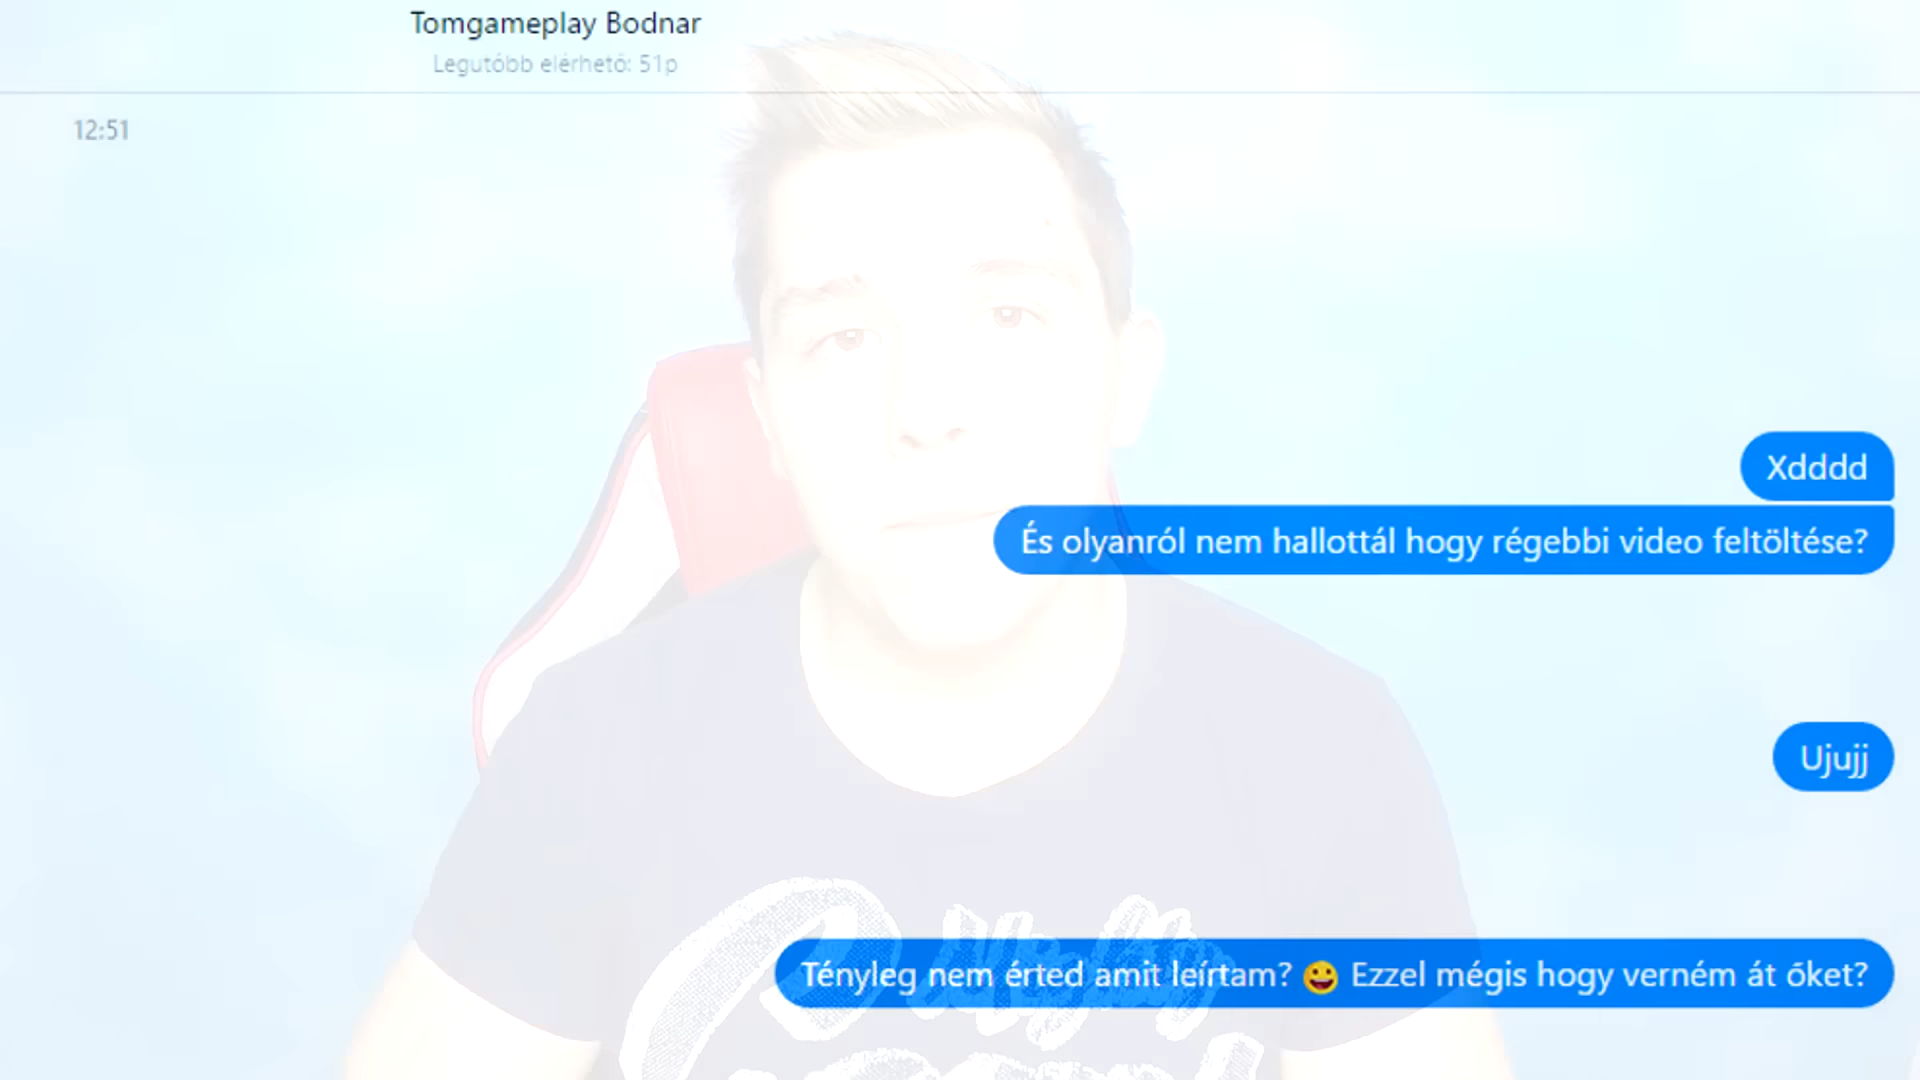 Tomgameplay Bodnar
Legutóbb elérhető: 51p
12:51
Xdddd
És olyanról nem hallottál hogy régebbi video feltöltése?
Ujujj
Tényleg nem érted amit leírtam? 😀 Ezzel mégis hogy verném át őket?